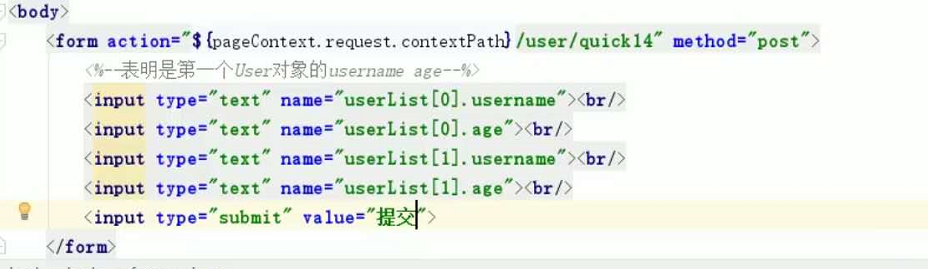 <body>
<form action="${pageContext.request.contextPath}/user/quick14" method="post">
<%--表明是第一个User对象的username age--%>
<input type="text" name="userList[0].username"><br/>
<input type="text" name="userList[0].age"><br/>
<input type="text" name="userList[1].username"><br/>
<input type="text" name="userList[1].age"><br/>
<input type="submit" value="提交">
</form>